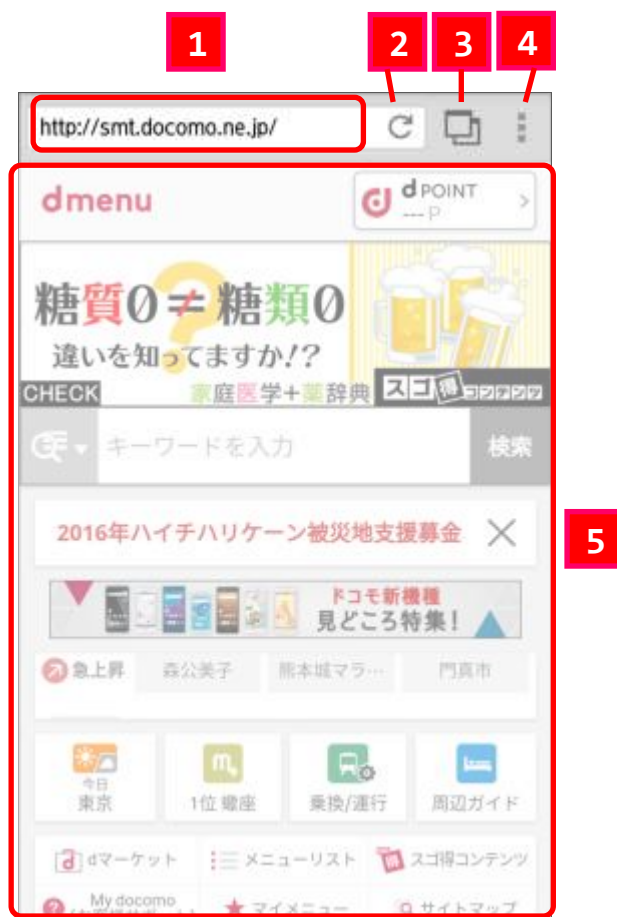 1 2 3 4
http://smt.docomo.ne.jp/
dmenu
d POINT
--- P
糖質0≠糖類0
違いを知ってますか!?
CHECK
家庭医学+薬辞典 スゴ得コンテンツ
キーワードを入力 検索
5
2016年ハイチハリケーン被災地支援募金
ドコモ新機種
見どころ特集!
急上昇 森公美子 熊本城マラ… 門真市
今日
東京 1位 蠍座 乗換/運行 周辺ガイド
dマーケット メニューリスト スゴ得コンテンツ
My docomo
マイメニュー サイトマップ